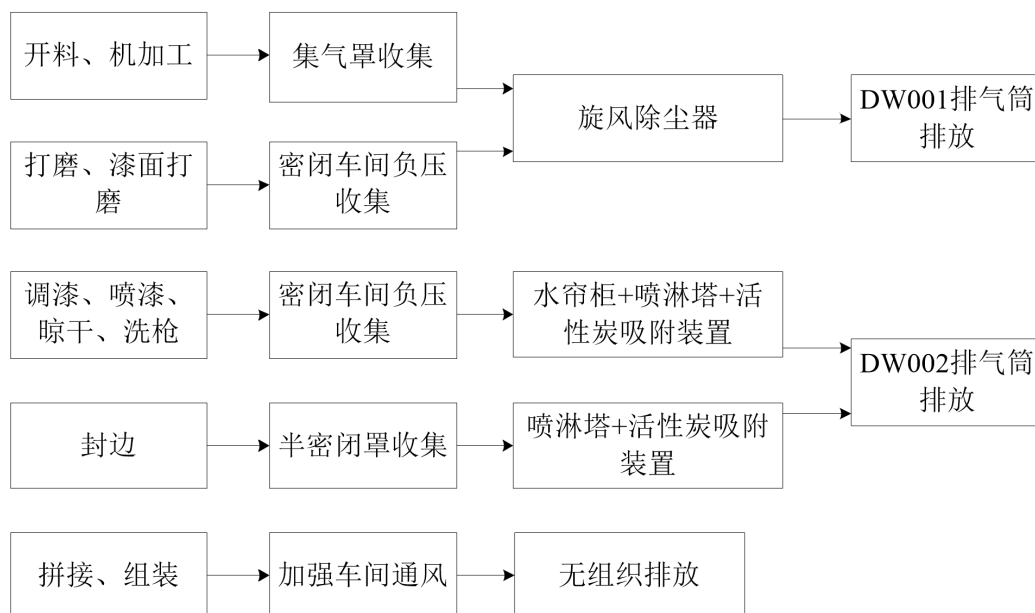 开料、机加工
集气罩收集
旋风除尘器
DW001排气筒
排放
打磨、漆面打
磨
密闭车间负压
收集
调漆、喷漆、
晾干、洗枪
密闭车间负压
收集
水帘柜+喷淋塔+活
性炭吸附装置
DW002排气筒
排放
封边
半密闭罩收集
喷淋塔+活性炭吸附
装置
拼接、组装
加强车间通风
无组织排放